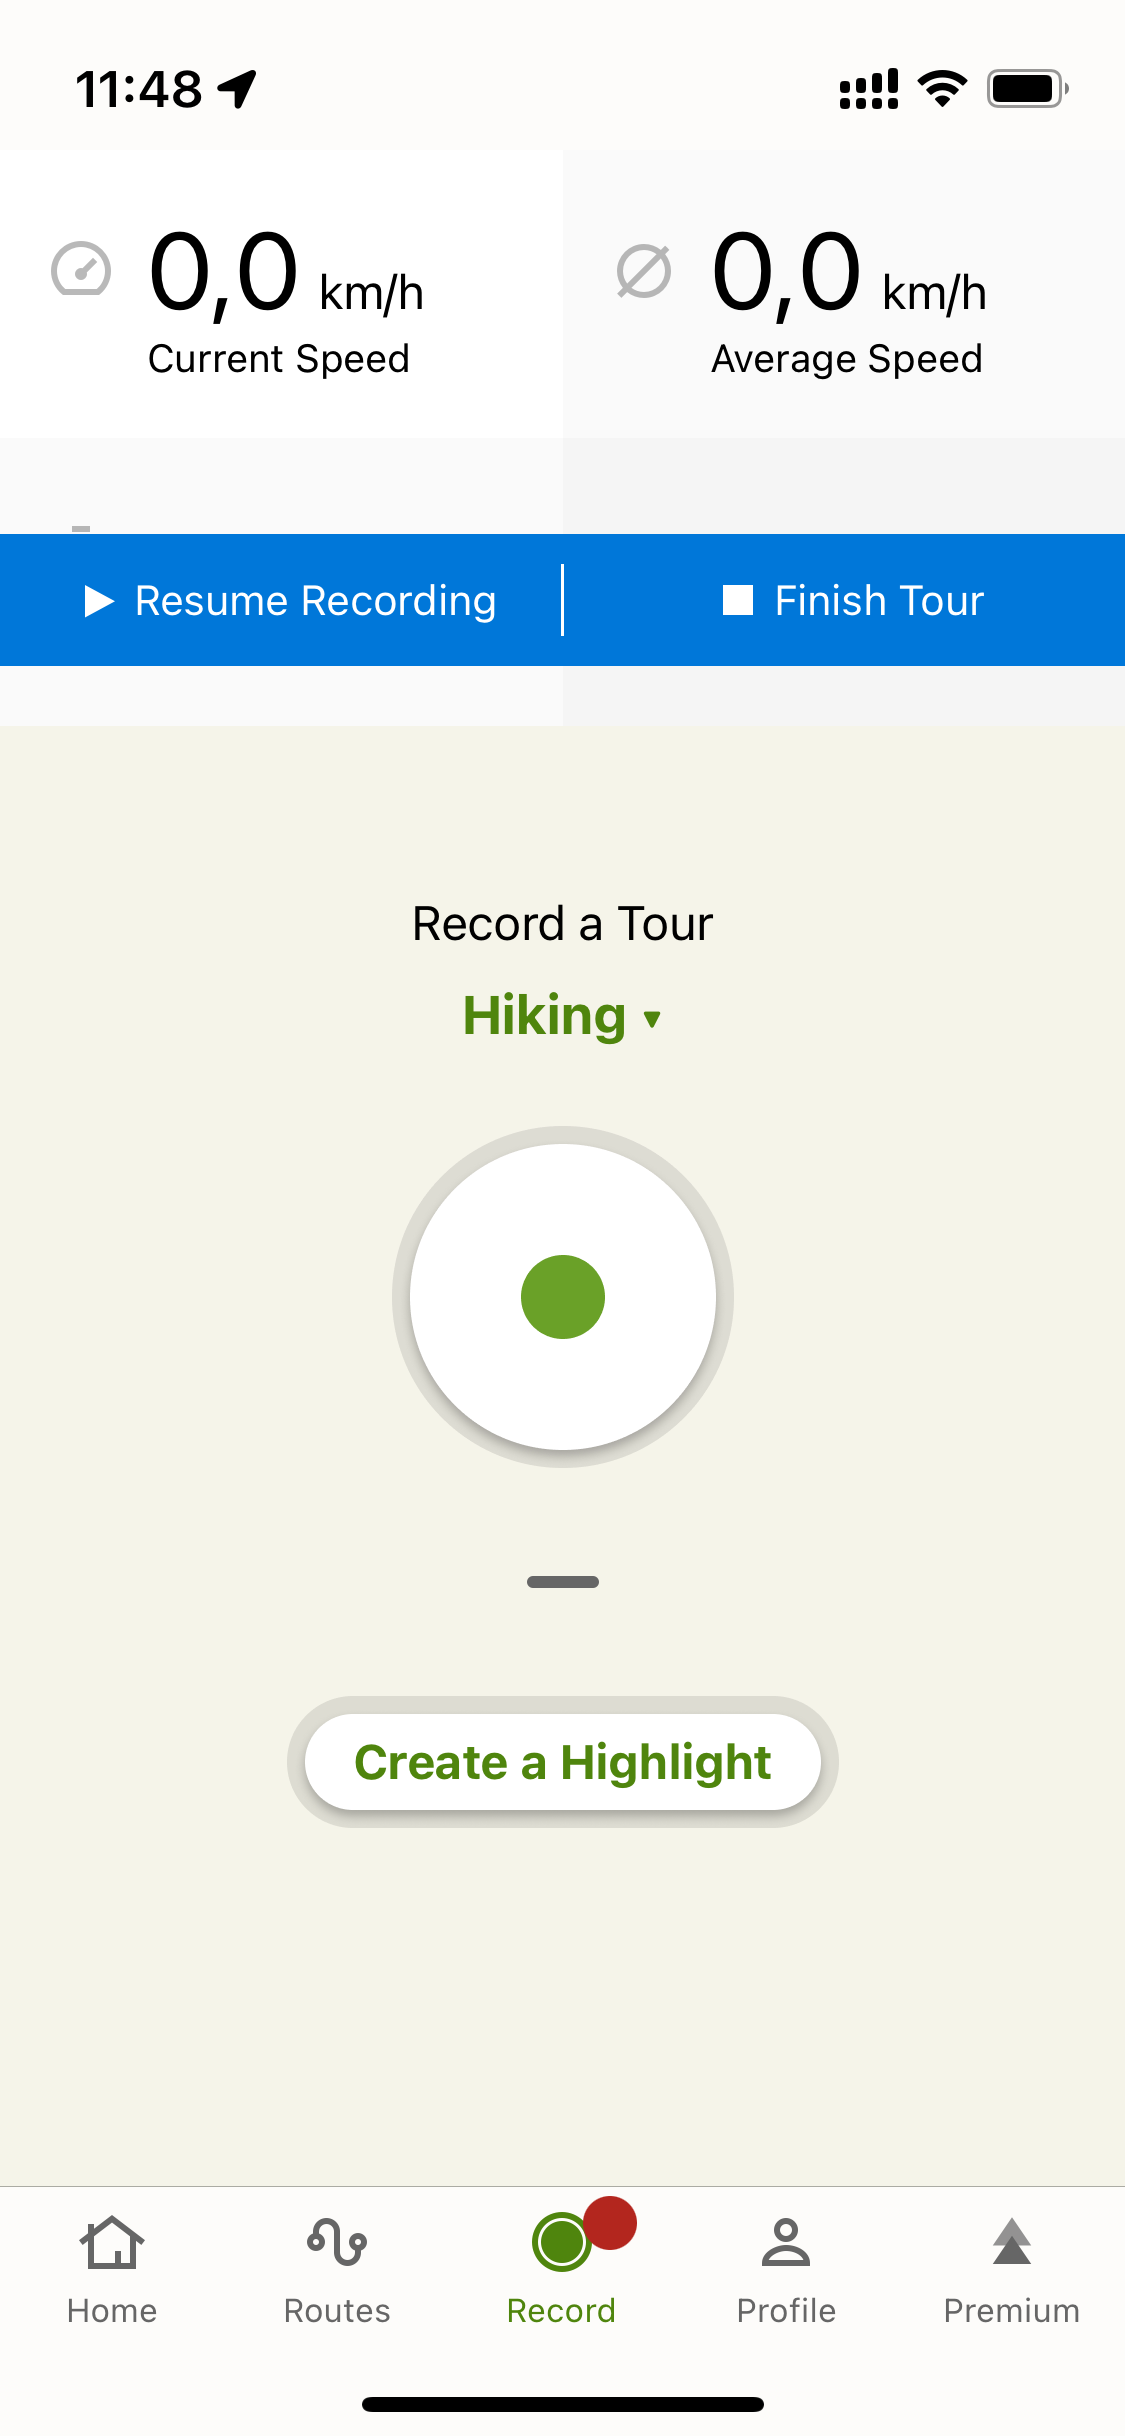 11:48
0,0 km/h
Current Speed
0,0 km/h
Average Speed
Resume Recording
Finish Tour
Record a Tour
Hiking
Create a Highlight
Home
Routes
Record
Profile
Premium